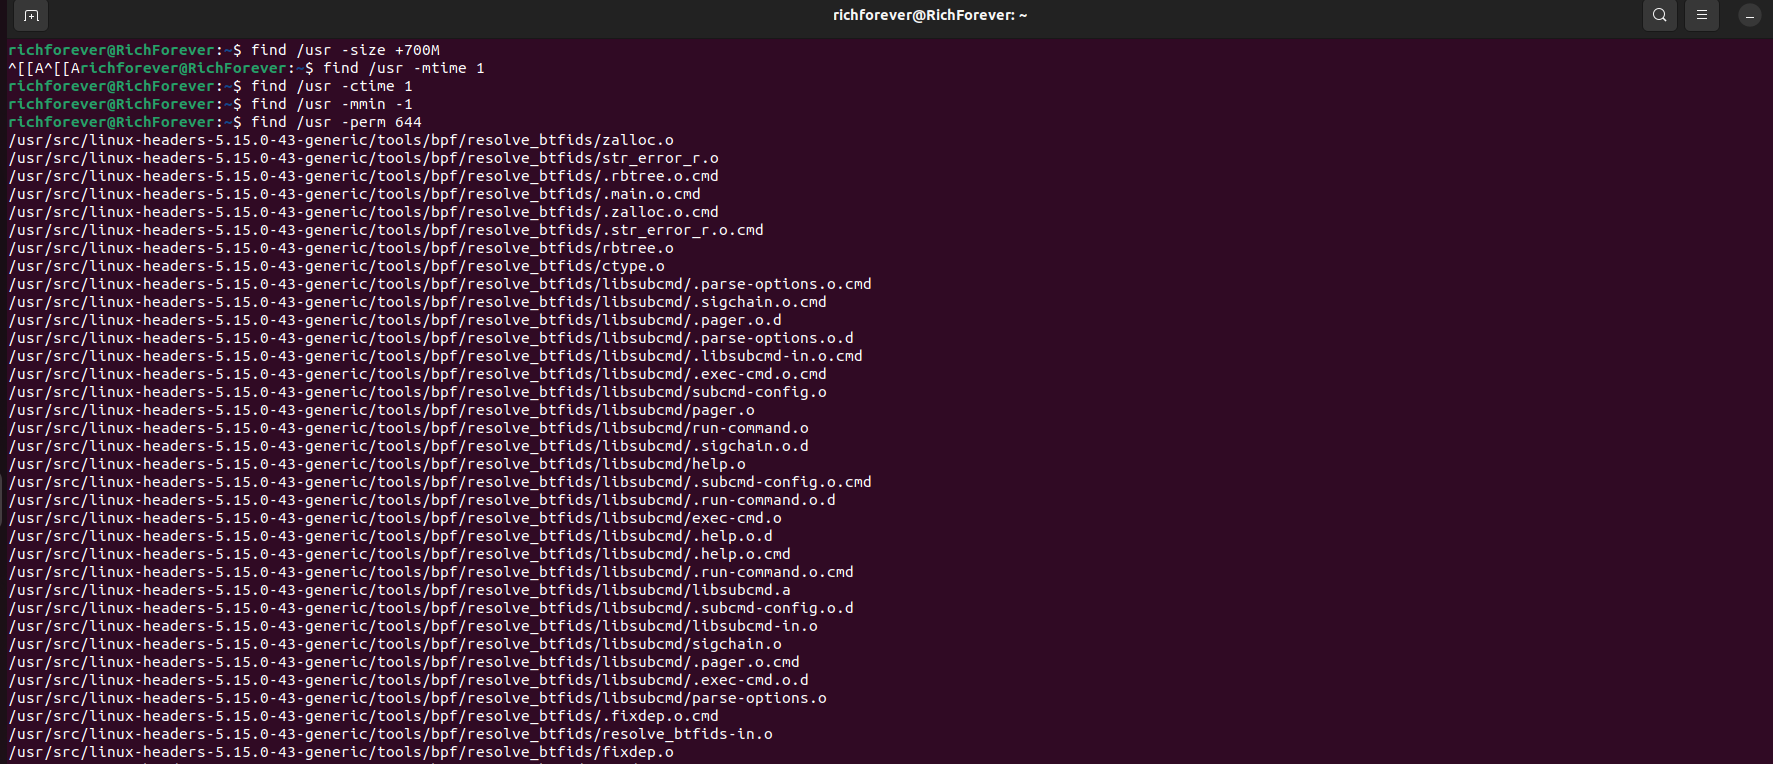 richforever@RichForever: ~
richforever@RichForever:~$ find /usr -size +700M
^[[A^[[Arichforever@RichForever:~$ find /usr -mtime 1
richforever@RichForever:~$ find /usr -ctime 1
richforever@RichForever:~$ find /usr -mmin -1
richforever@RichForever:~$ find /usr -perm 644
/usr/src/linux-headers-5.15.0-43-generic/tools/bpf/resolve_btfids/zalloc.o
/usr/src/linux-headers-5.15.0-43-generic/tools/bpf/resolve_btfids/str_error_r.o
/usr/src/linux-headers-5.15.0-43-generic/tools/bpf/resolve_btfids/.rbtree.o.cmd
/usr/src/linux-headers-5.15.0-43-generic/tools/bpf/resolve_btfids/.main.o.cmd
/usr/src/linux-headers-5.15.0-43-generic/tools/bpf/resolve_btfids/.zalloc.o.cmd
/usr/src/linux-headers-5.15.0-43-generic/tools/bpf/resolve_btfids/.str_error_r.o.cmd
/usr/src/linux-headers-5.15.0-43-generic/tools/bpf/resolve_btfids/rbtree.o
/usr/src/linux-headers-5.15.0-43-generic/tools/bpf/resolve_btfids/ctype.o
/usr/src/linux-headers-5.15.0-43-generic/tools/bpf/resolve_btfids/libsubcmd/.parse-options.o.cmd
/usr/src/linux-headers-5.15.0-43-generic/tools/bpf/resolve_btfids/libsubcmd/.sigchain.o.cmd
/usr/src/linux-headers-5.15.0-43-generic/tools/bpf/resolve_btfids/libsubcmd/.pager.o.d
/usr/src/linux-headers-5.15.0-43-generic/tools/bpf/resolve_btfids/libsubcmd/.parse-options.o.d
/usr/src/linux-headers-5.15.0-43-generic/tools/bpf/resolve_btfids/libsubcmd/.libsubcmd-in.o.cmd
/usr/src/linux-headers-5.15.0-43-generic/tools/bpf/resolve_btfids/libsubcmd/.exec-cmd.o.cmd
/usr/src/linux-headers-5.15.0-43-generic/tools/bpf/resolve_btfids/libsubcmd/subcmd-config.o
/usr/src/linux-headers-5.15.0-43-generic/tools/bpf/resolve_btfids/libsubcmd/pager.o
/usr/src/linux-headers-5.15.0-43-generic/tools/bpf/resolve_btfids/libsubcmd/run-command.o
/usr/src/linux-headers-5.15.0-43-generic/tools/bpf/resolve_btfids/libsubcmd/.sigchain.o.d
/usr/src/linux-headers-5.15.0-43-generic/tools/bpf/resolve_btfids/libsubcmd/help.o
/usr/src/linux-headers-5.15.0-43-generic/tools/bpf/resolve_btfids/libsubcmd/.subcmd-config.o.cmd
/usr/src/linux-headers-5.15.0-43-generic/tools/bpf/resolve_btfids/libsubcmd/.run-command.o.d
/usr/src/linux-headers-5.15.0-43-generic/tools/bpf/resolve_btfids/libsubcmd/exec-cmd.o
/usr/src/linux-headers-5.15.0-43-generic/tools/bpf/resolve_btfids/libsubcmd/.help.o.d
/usr/src/linux-headers-5.15.0-43-generic/tools/bpf/resolve_btfids/libsubcmd/.help.o.cmd
/usr/src/linux-headers-5.15.0-43-generic/tools/bpf/resolve_btfids/libsubcmd/.run-command.o.cmd
/usr/src/linux-headers-5.15.0-43-generic/tools/bpf/resolve_btfids/libsubcmd/libsubcmd.a
/usr/src/linux-headers-5.15.0-43-generic/tools/bpf/resolve_btfids/libsubcmd/.subcmd-config.o.d
/usr/src/linux-headers-5.15.0-43-generic/tools/bpf/resolve_btfids/libsubcmd/libsubcmd-in.o
/usr/src/linux-headers-5.15.0-43-generic/tools/bpf/resolve_btfids/libsubcmd/sigchain.o
/usr/src/linux-headers-5.15.0-43-generic/tools/bpf/resolve_btfids/libsubcmd/.pager.o.cmd
/usr/src/linux-headers-5.15.0-43-generic/tools/bpf/resolve_btfids/libsubcmd/.exec-cmd.o.d
/usr/src/linux-headers-5.15.0-43-generic/tools/bpf/resolve_btfids/libsubcmd/parse-options.o
/usr/src/linux-headers-5.15.0-43-generic/tools/bpf/resolve_btfids/.fixdep.o.cmd
/usr/src/linux-headers-5.15.0-43-generic/tools/bpf/resolve_btfids/resolve_btfids-in.o
/usr/src/linux-headers-5.15.0-43-generic/tools/bpf/resolve_btfids/fixdep.o